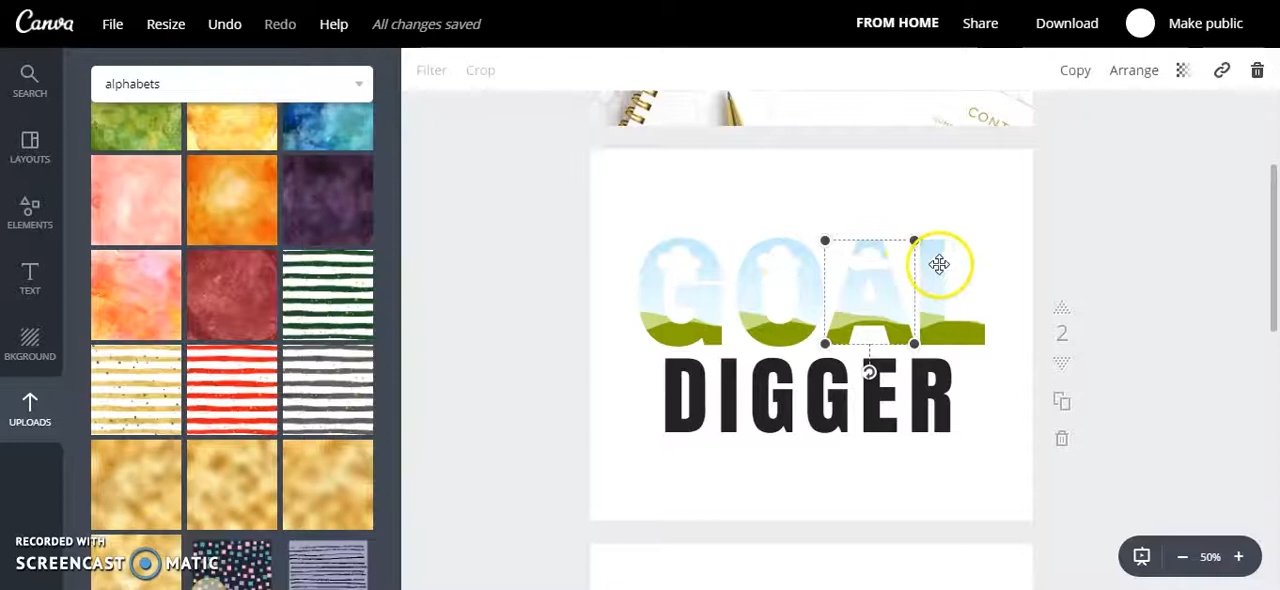 Canva File Resize Undo Redo Help All changes saved FROM HOME Share Download Make public
SEARCH
alphabets
Filter Crop Copy Arrange
LAYOUTS
CONT
ELEMENTS
GOAL
TEXT
2
BKGROUND
DIGGER
UPLOADS
RECORDED WITH
SCREENCAST MATIC
50%